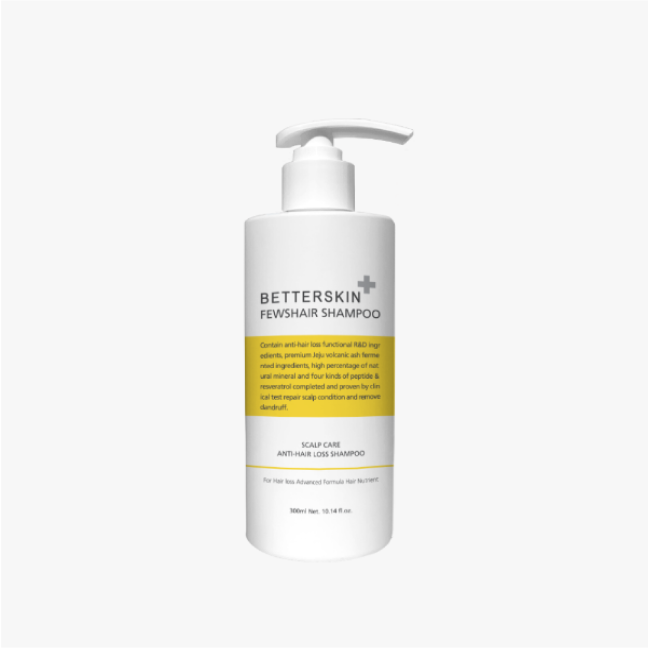 BETTERSKIN+
FEWSHAIR SHAMPOO
Contain anti-hair loss functional R&D ingr
edients, premium Jeju volcanic ash ferme
nted ingredients, high percentage of nat
ural mineral and four kinds of peptide &
resveratrol completed and proven by clin
ical test repair scalp condition and remove
dandruff.
SCALP CARE
ANTI-HAIR LOSS SHAMPOO
For Hair loss Advanced Formula Hair Nutrient
300ml Net. 10.14 fl.oz.